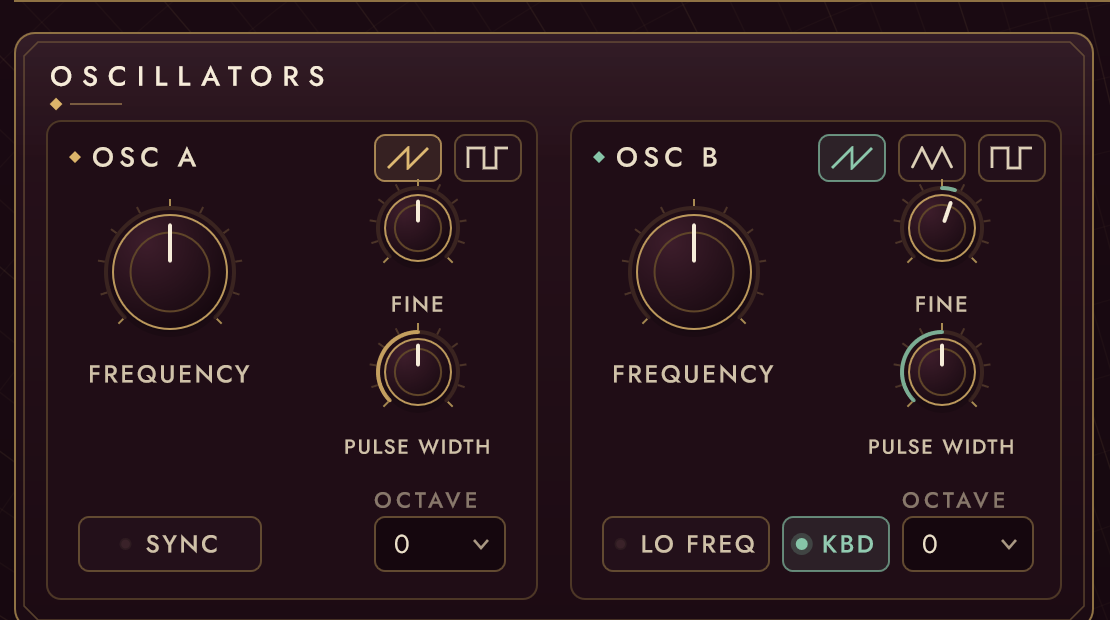 OSCILLATORS
OSC A
FINE
FREQUENCY
PULSE WIDTH
OCTAVE
SYNC
0
OSC B
FINE
FREQUENCY
PULSE WIDTH
OCTAVE
LO FREQ
KBD
0